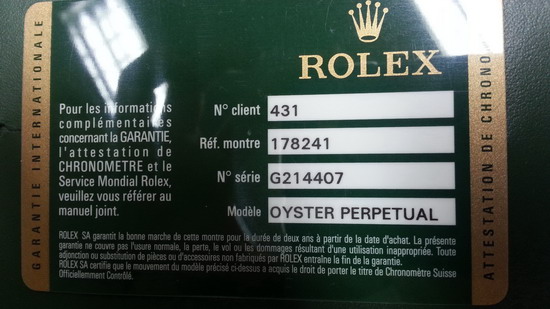 GARANTIE INTERNATIONALE
ROLEX
Pour les informations
complémentaires
concernant la GARANTIE,
l'attestation de
CHRONOMETRE et le
Service Mondial Rolex,
veuillez vous référer au
manuel joint.
N° client 431
Réf. montre 178241
N° série G214407
Modèle OYSTER PERPETUAL
ATTESTATION DE CHRONO
ROLEX SA garantit la bonne marche de cette montre pour la durée de deux ans à partir de la date d'achat. La présente
garantie ne couvre pas l'usure normale, la perte, le vol ou les dommages résultant d'une utilisation inappropriée. Toute
adjonction ou substitution de pièces ou d'accessoires non fabriqués par ROLEX entraîne la fin de la garantie.
ROLEX SA certifie que le mouvement du modèle précité ci-dessus a acquis le droit de porter le titre de Chronomètre Suisse
Officiellement Contrôlé.